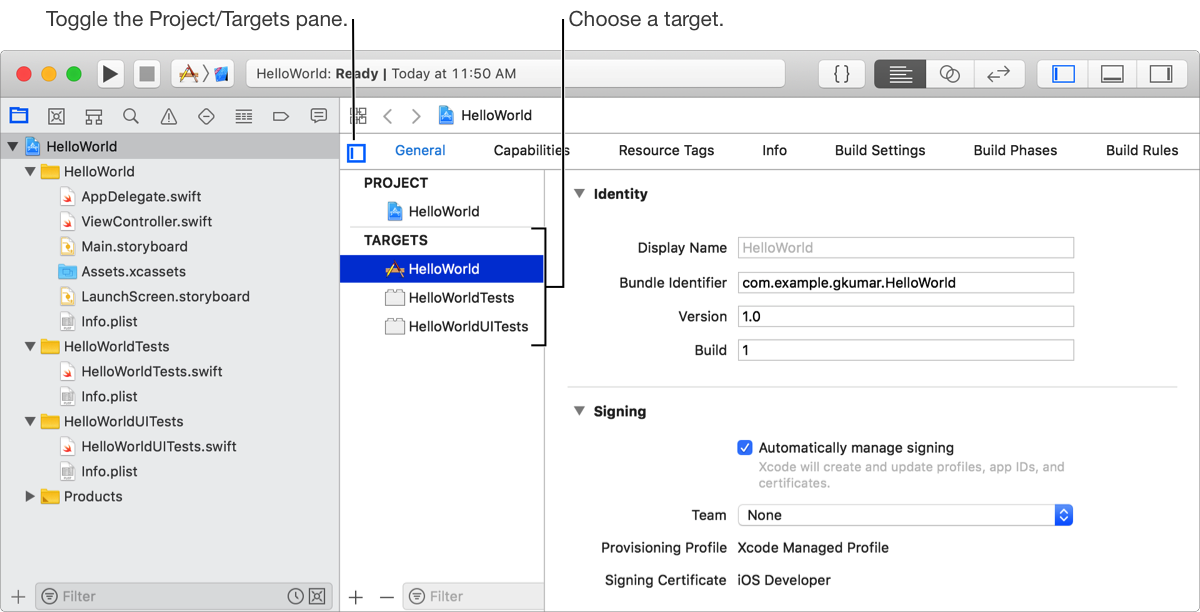 Toggle the Project/Targets pane.
Choose a target.
HelloWorld: Ready | Today at 11:50 AM
{ }
HelloWorld
HelloWorld
HelloWorld
AppDelegate.swift
ViewController.swift
Main.storyboard
Assets.xcassets
LaunchScreen.storyboard
Info.plist
HelloWorldTests
HelloWorldTests.swift
Info.plist
HelloWorldUITests
HelloWorldUITests.swift
Info.plist
Products
Filter
General Capabilities Resource Tags Info Build Settings Build Phases Build Rules
PROJECT
HelloWorld
TARGETS
HelloWorld
HelloWorldTests
HelloWorldUITests
Filter
Identity
Display Name HelloWorld
Bundle Identifier com.example.gkumar.HelloWorld
Version 1.0
Build 1
Signing
Automatically manage signing
Xcode will create and update profiles, app IDs, and
certificates.
Team None
Provisioning Profile Xcode Managed Profile
Signing Certificate iOS Developer